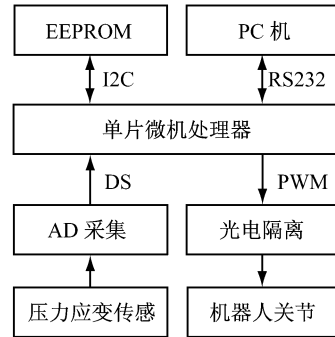 EEPROM
PC 机
I2C
RS232
单片微机处理器
DS
PWM
AD 采集
光电隔离
压力应变传感
机器人关节